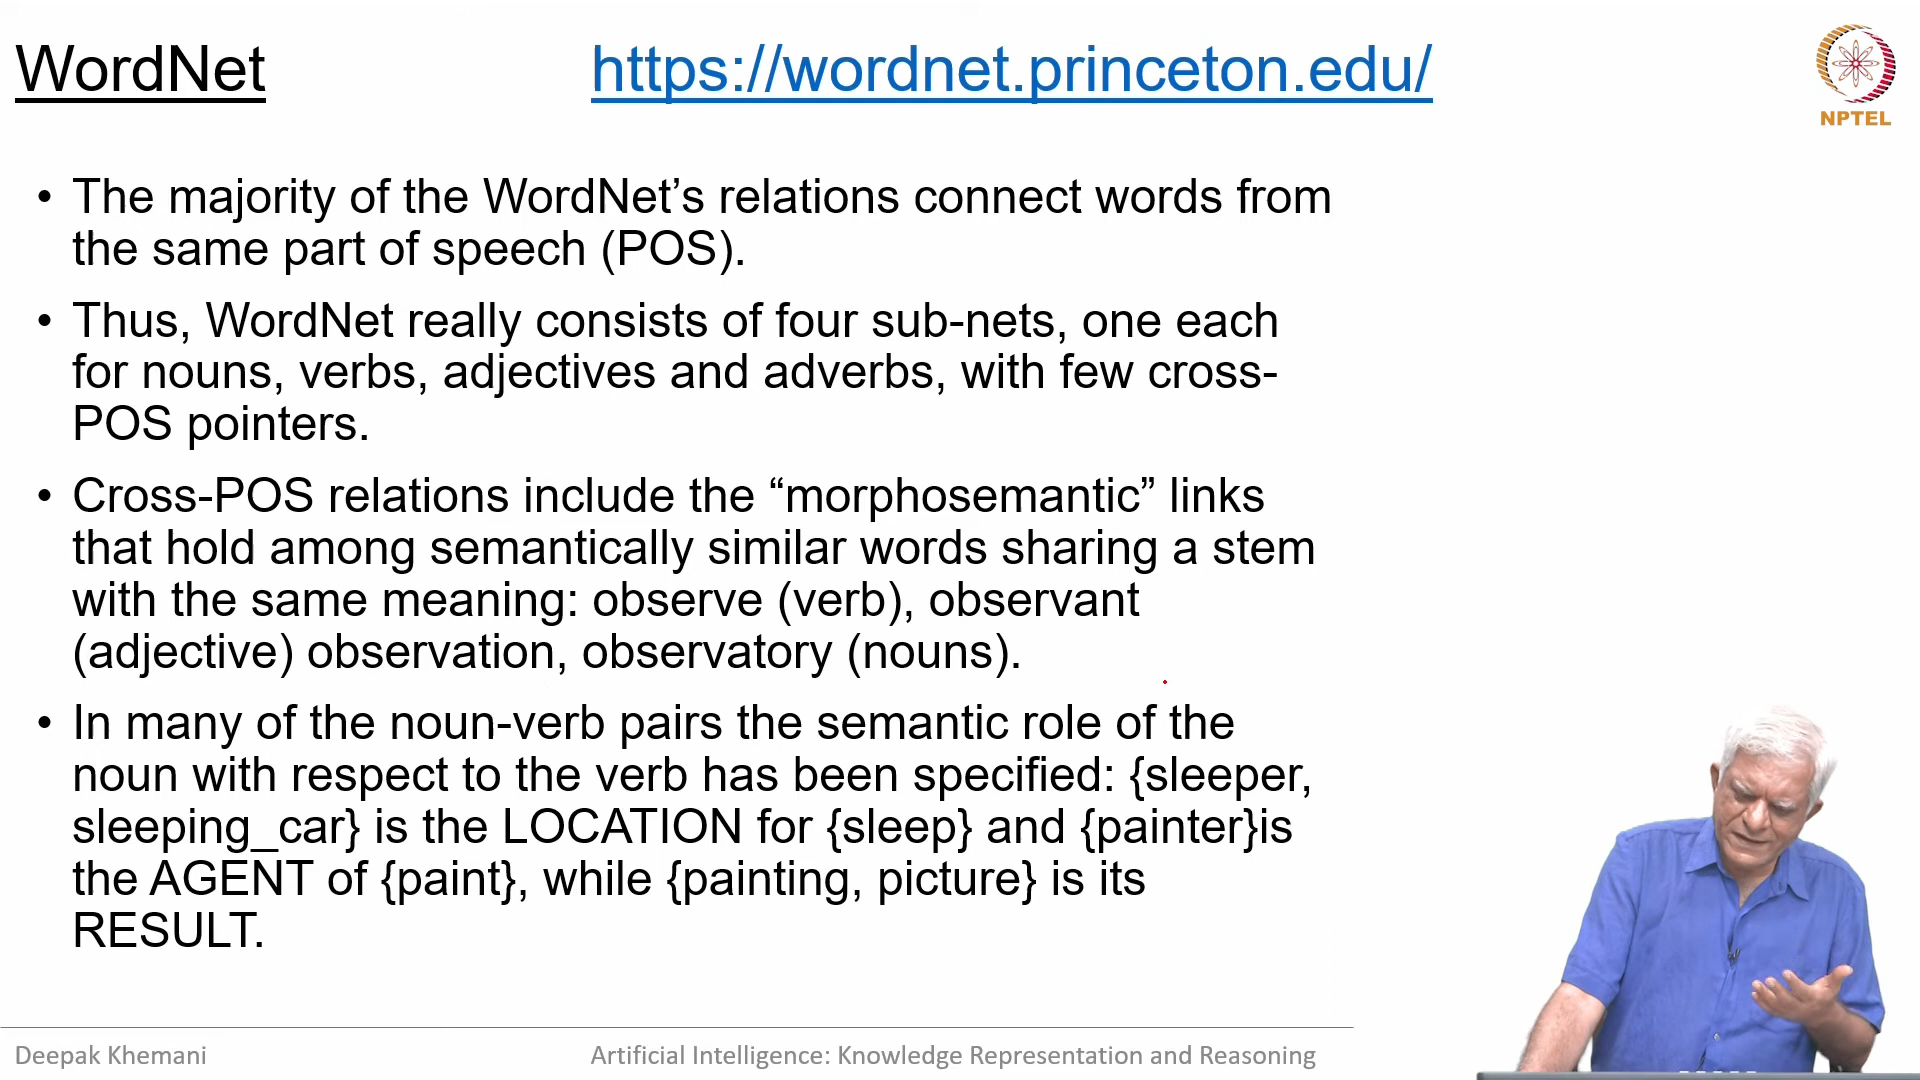 WordNet
https://wordnet.princeton.edu/
NPTEL
• The majority of the WordNet’s relations connect words from
the same part of speech (POS).
• Thus, WordNet really consists of four sub-nets, one each
for nouns, verbs, adjectives and adverbs, with few cross-
POS pointers.
• Cross-POS relations include the “morphosemantic” links
that hold among semantically similar words sharing a stem
with the same meaning: observe (verb), observant
(adjective) observation, observatory (nouns).
• In many of the noun-verb pairs the semantic role of the
noun with respect to the verb has been specified: {sleeper,
sleeping_car} is the LOCATION for {sleep} and {painter}is
the AGENT of {paint}, while {painting, picture} is its
RESULT.
Deepak Khemani
Artificial Intelligence: Knowledge Representation and Reasoning